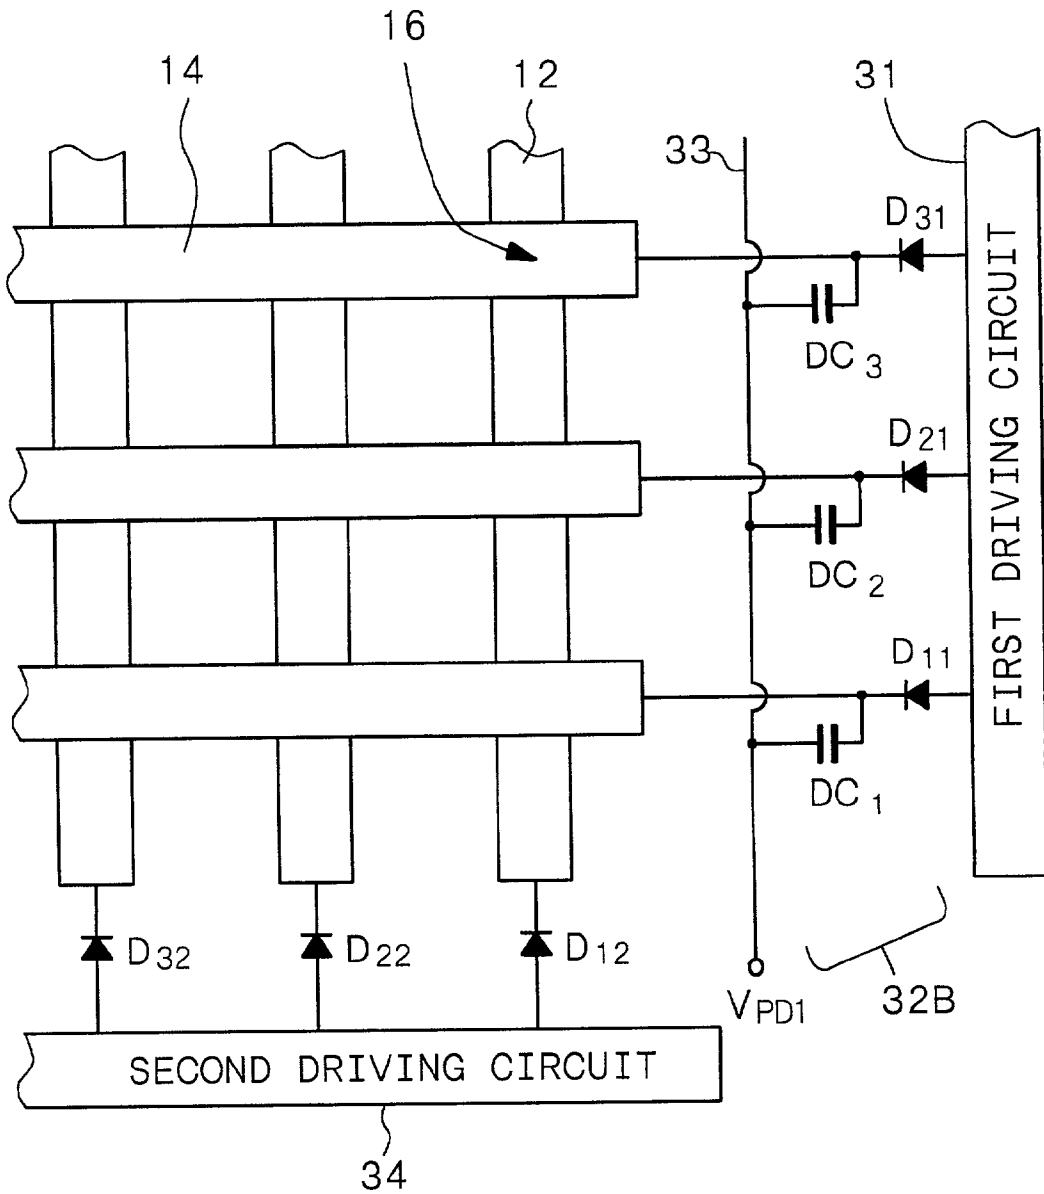 16
14
12
31
33
D31
DC3
D21
DC2
D11
DC1
FIRST DRIVING CIRCUIT
D32
D22
D12
VPD1
32B
SECOND DRIVING CIRCUIT
34